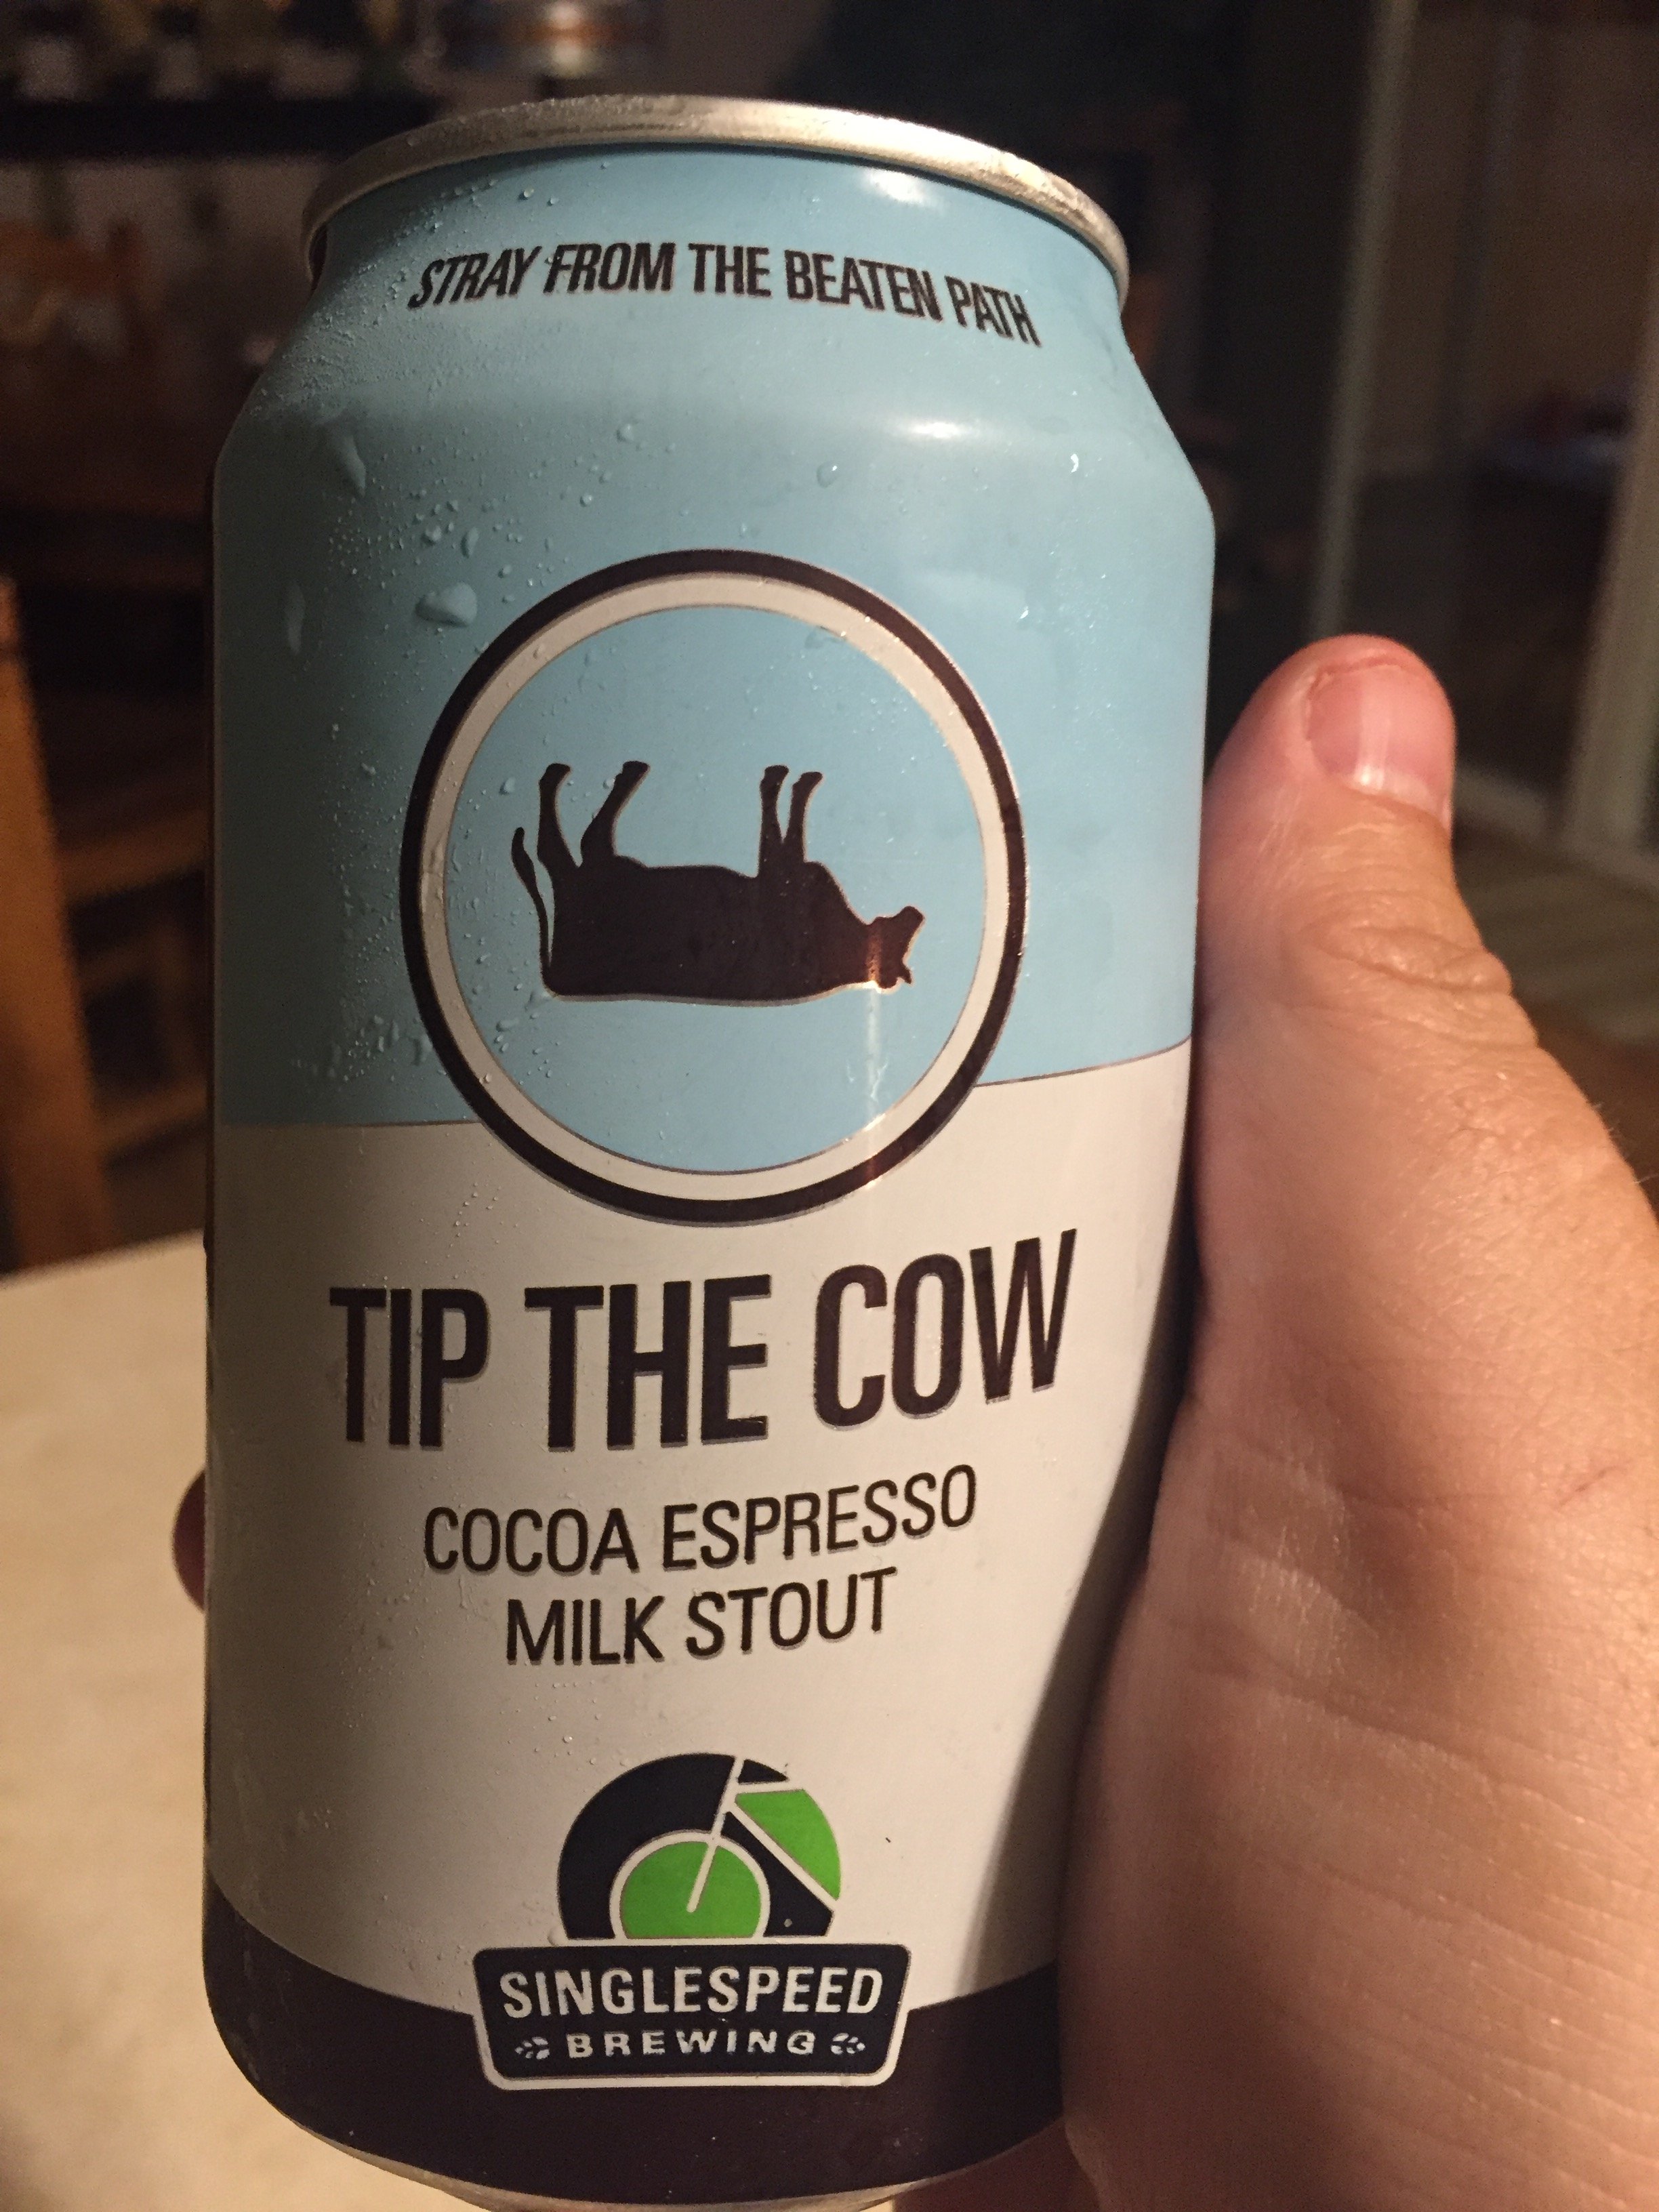 STRAY FROM THE BEATEN PATH
TIP THE COW
COCOA ESPRESSO
MILK STOUT
SINGLESPEED
BREWING